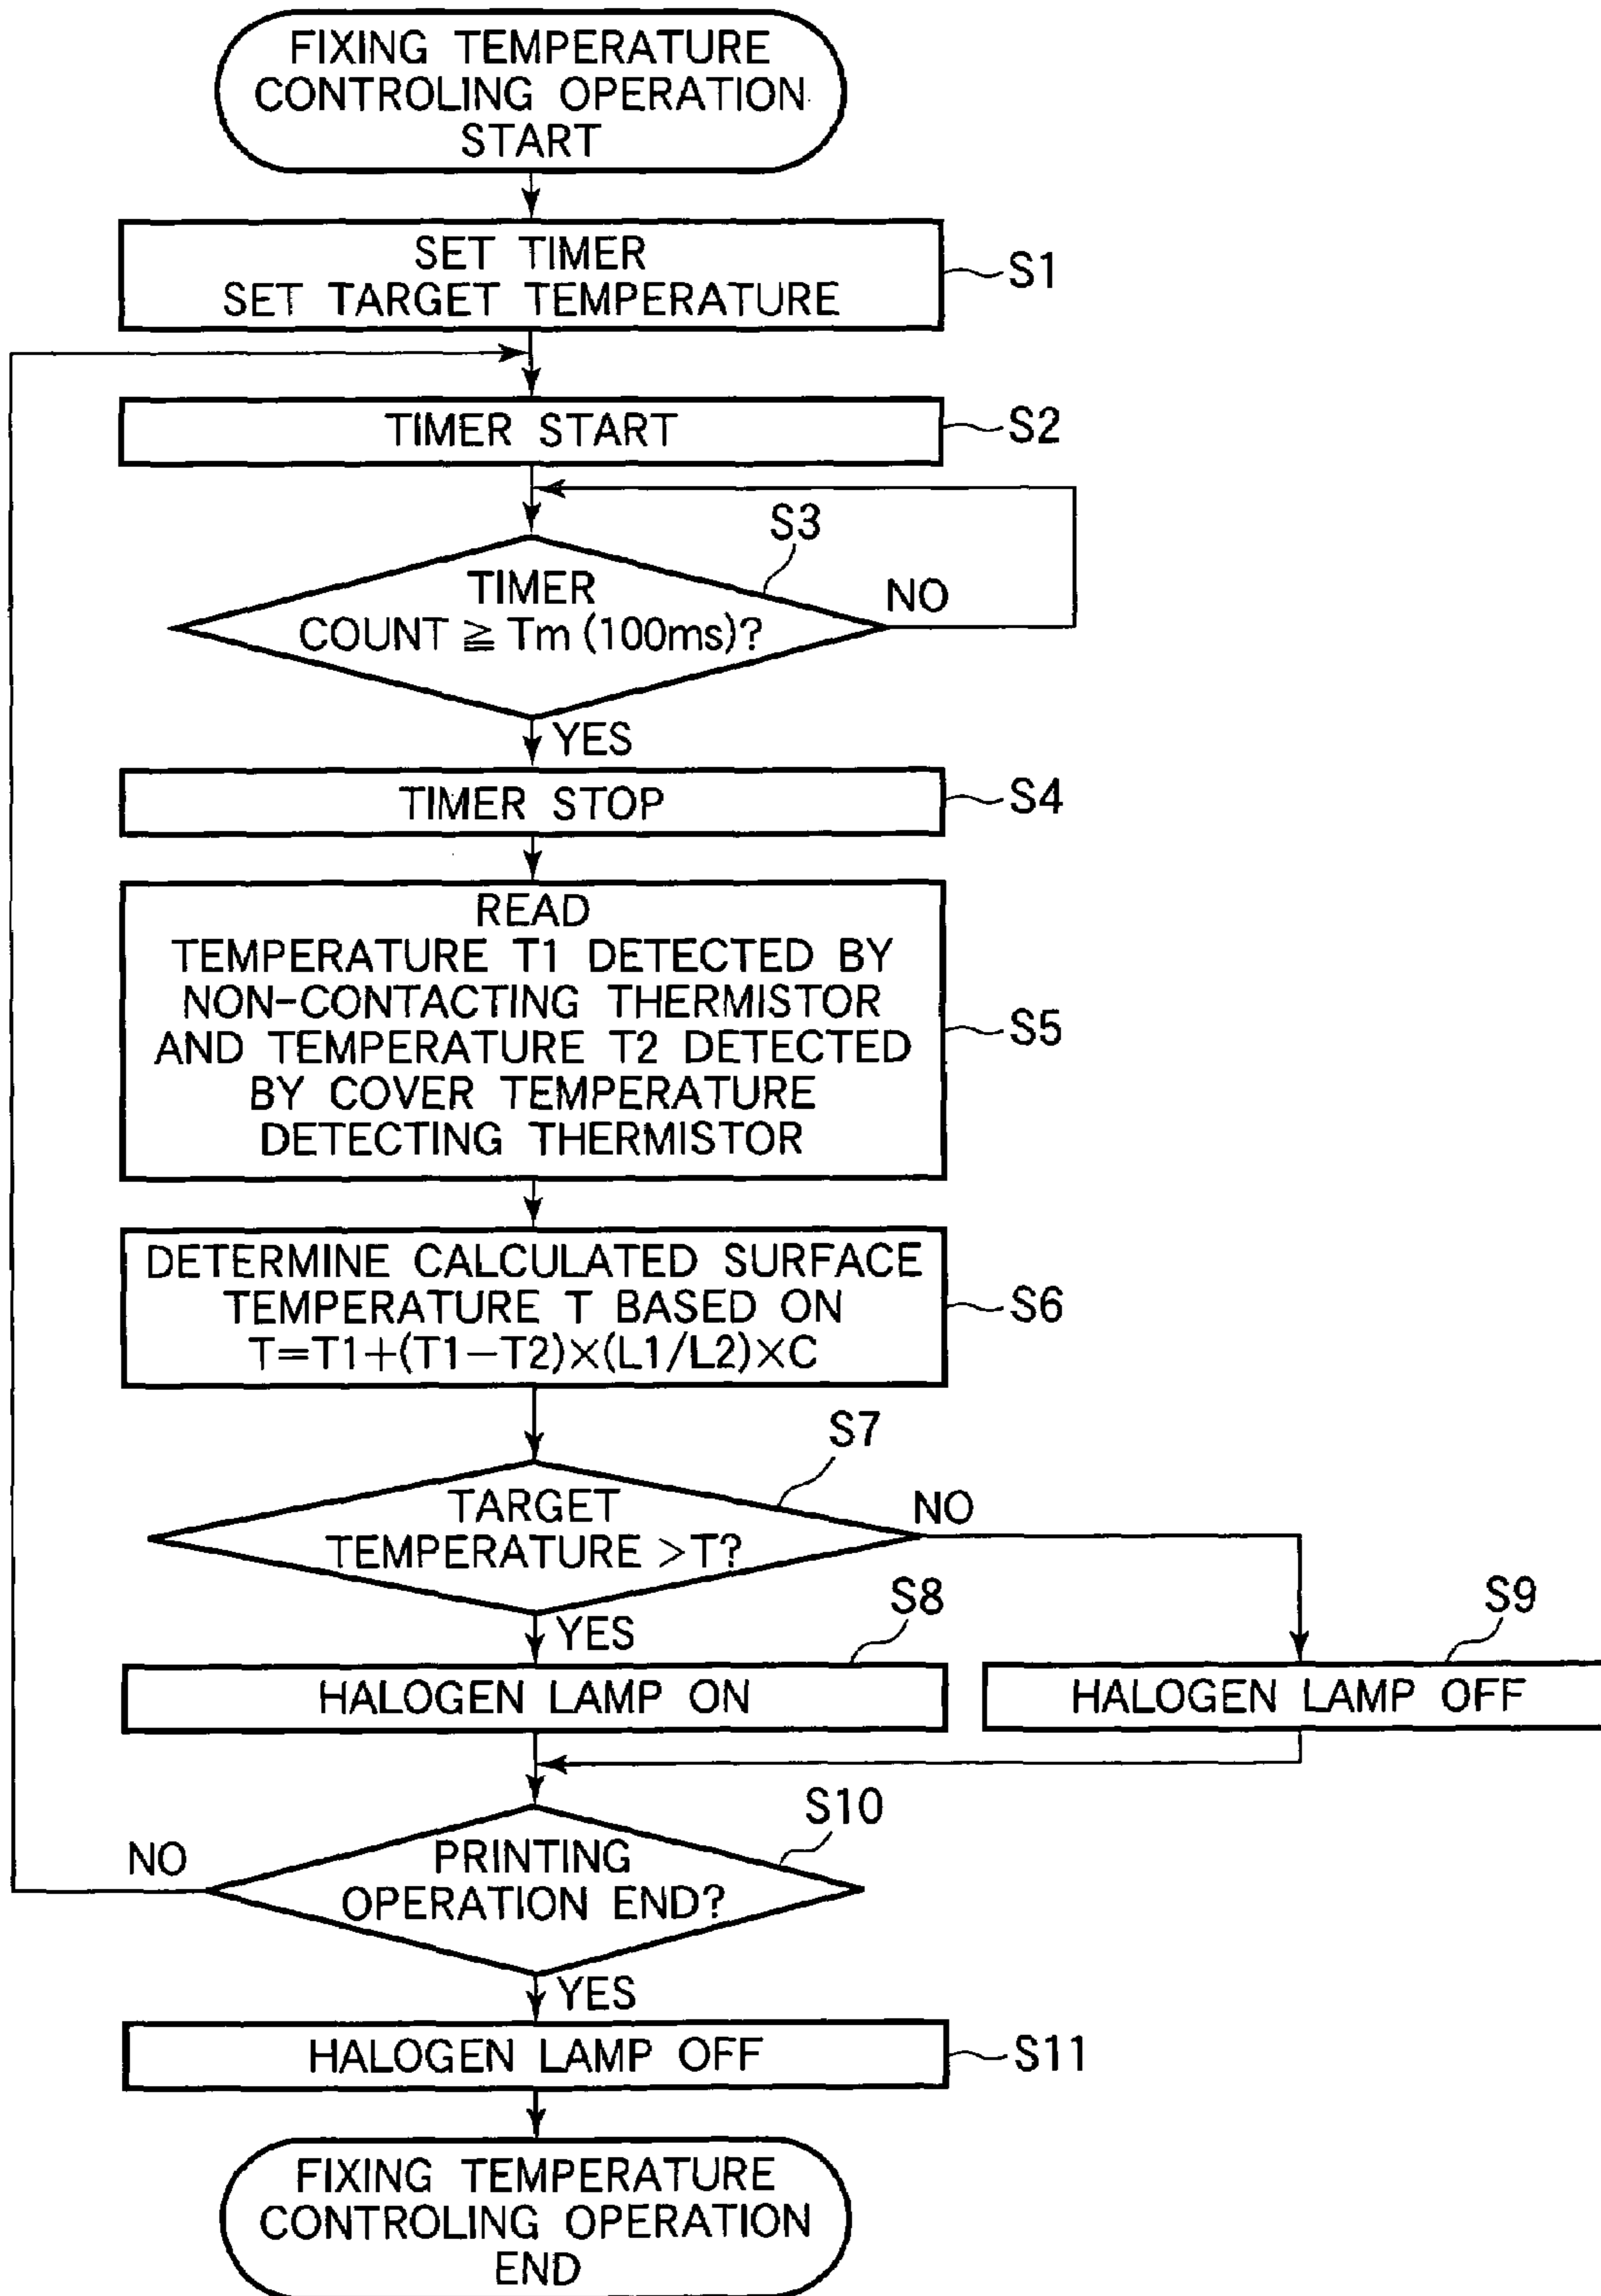 FIXING TEMPERATURE
CONTROLING OPERATION
START
SET TIMER
SET TARGET TEMPERATURE
S1
TIMER START
S2
S3
TIMER
COUNT ≧ Tm (100ms)?
NO
YES
TIMER STOP
S4
READ
TEMPERATURE T1 DETECTED BY
NON-CONTACTING THERMISTOR
AND TEMPERATURE T2 DETECTED
BY COVER TEMPERATURE
DETECTING THERMISTOR
S5
DETERMINE CALCULATED SURFACE
TEMPERATURE T BASED ON
T=T1+(T1−T2)×(L1/L2)×C
S6
S7
TARGET
TEMPERATURE >T?
NO
YES
S8
HALOGEN LAMP ON
S9
HALOGEN LAMP OFF
S10
PRINTING
OPERATION END?
NO
YES
HALOGEN LAMP OFF
S11
FIXING TEMPERATURE
CONTROLING OPERATION
END